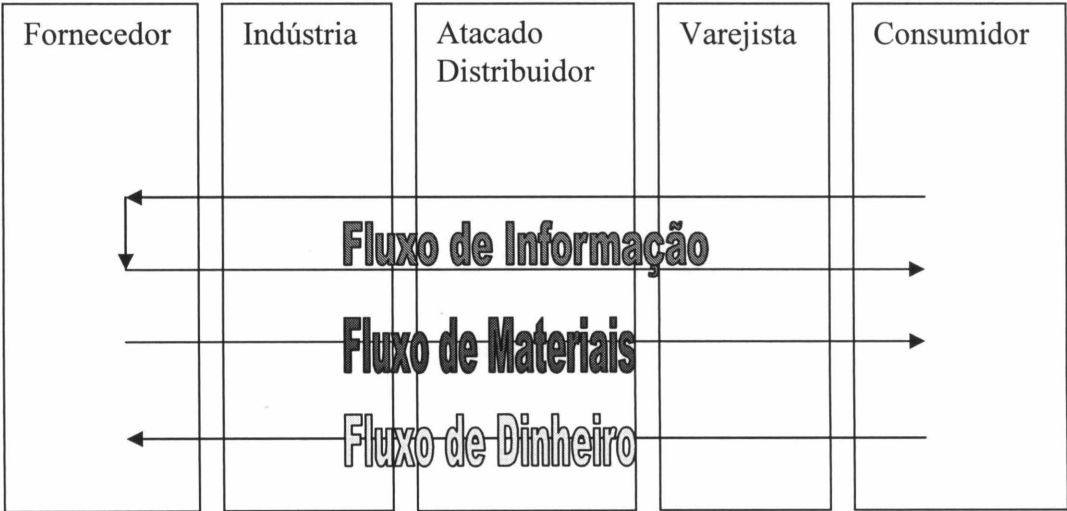 Fornecedor
Indústria
Atacado
Distribuidor
Varejista
Consumidor
Fluxo de Informação
Fluxo de Materiais
Fluxo de Dinheiro